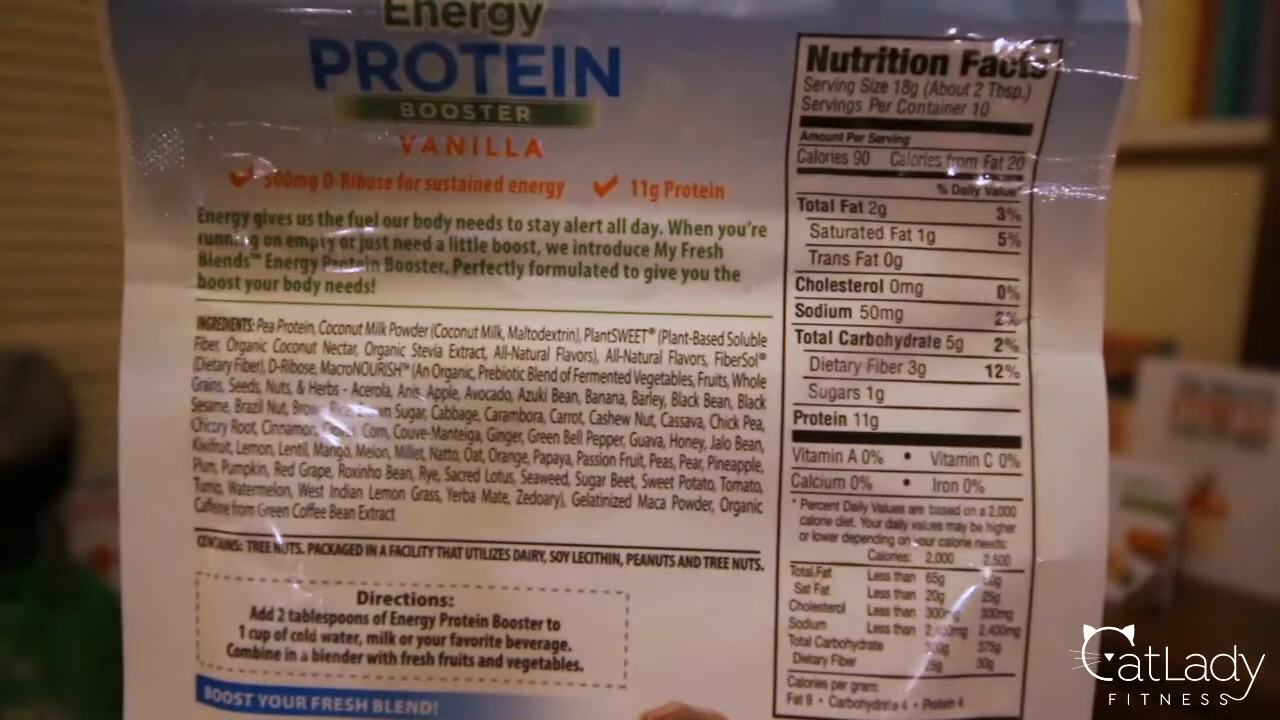 Energy
PROTEIN
BOOSTER
VANILLA
500mg D-Ribose for sustained energy 11g Protein
Energy gives us the fuel our body needs to stay alert all day. When you're
running on empty or just need a little boost, we introduce My Fresh
Blends™ Energy Protein Booster. Perfectly formulated to give you the
boost your body needs!
INGREDIENTS: Pea Protein, Coconut Milk Powder (Coconut Milk, Maltodextrin), PlantSWEET® (Plant-Based Soluble
Fiber, Organic Coconut Nectar, Organic Stevia Extract, All-Natural Flavors), All-Natural Flavors, FiberSol®
(Dietary Fiber), D-Ribose, MacroNOURISH™ (An Organic, Prebiotic Blend of Fermented Vegetables, Fruits, Whole
Grains, Seeds, Nuts, & Herbs - Acerola, Anis, Apple, Avocado, Azuki Bean, Banana, Barley, Black Bean, Black
Sesame, Brazil Nut, Brown Rice, Brown Sugar, Cabbage, Carambora, Carrot, Cashew Nut, Cassava, Chick Pea,
Chicory Root, Cinnamon, Corn, Couve-Manteiga, Ginger, Green Bell Pepper, Guava, Honey, Jalo Bean,
Kiwifruit, Lemon, Lentil, Mango, Melon, Millet, Natto, Oat, Orange, Papaya, Passion Fruit, Peas, Pear, Pineapple,
Plum, Pumpkin, Red Grape, Roxinho Bean, Rye, Sacred Lotus, Seaweed, Sugar Beet, Sweet Potato, Tomato,
Turnip, Watermelon, West Indian Lemon Grass, Yerba Mate, Zedoary), Gelatinized Maca Powder, Organic
Caffeine from Green Coffee Bean Extract
CONTAINS: TREE NUTS. PACKAGED IN A FACILITY THAT UTILIZES DAIRY, SOY LECITHIN, PEANUTS AND TREE NUTS.
Directions:
Add 2 tablespoons of Energy Protein Booster to
1 cup of cold water, milk or your favorite beverage.
Combine in a blender with fresh fruits and vegetables.
BOOST YOUR FRESH BLEND!
Nutrition Facts
Serving Size 18g (About 2 Tbsp.)
Servings Per Container 10
Amount Per Serving
Calories 90 Calories from Fat 20
% Daily Value*
Total Fat 2g 3%
Saturated Fat 1g 5%
Trans Fat 0g
Cholesterol 0mg 0%
Sodium 50mg 2%
Total Carbohydrate 5g 2%
Dietary Fiber 3g 12%
Sugars 1g
Protein 11g
Vitamin A 0% • Vitamin C 0%
Calcium 0% • Iron 0%
* Percent Daily Values are based on a 2,000
calorie diet. Your daily values may be higher
or lower depending on your calorie needs:
Calories: 2,000 2,500
Total Fat Less than 65g
Sat Fat Less than 20g 25g
Cholesterol Less than 300mg 300mg
Sodium Less than 2,400mg 2,400mg
Total Carbohydrate 375g
Dietary Fiber 30g
Calories per gram:
Fat 9 • Carbohydrate 4 • Protein 4
CatLady
FITNESS